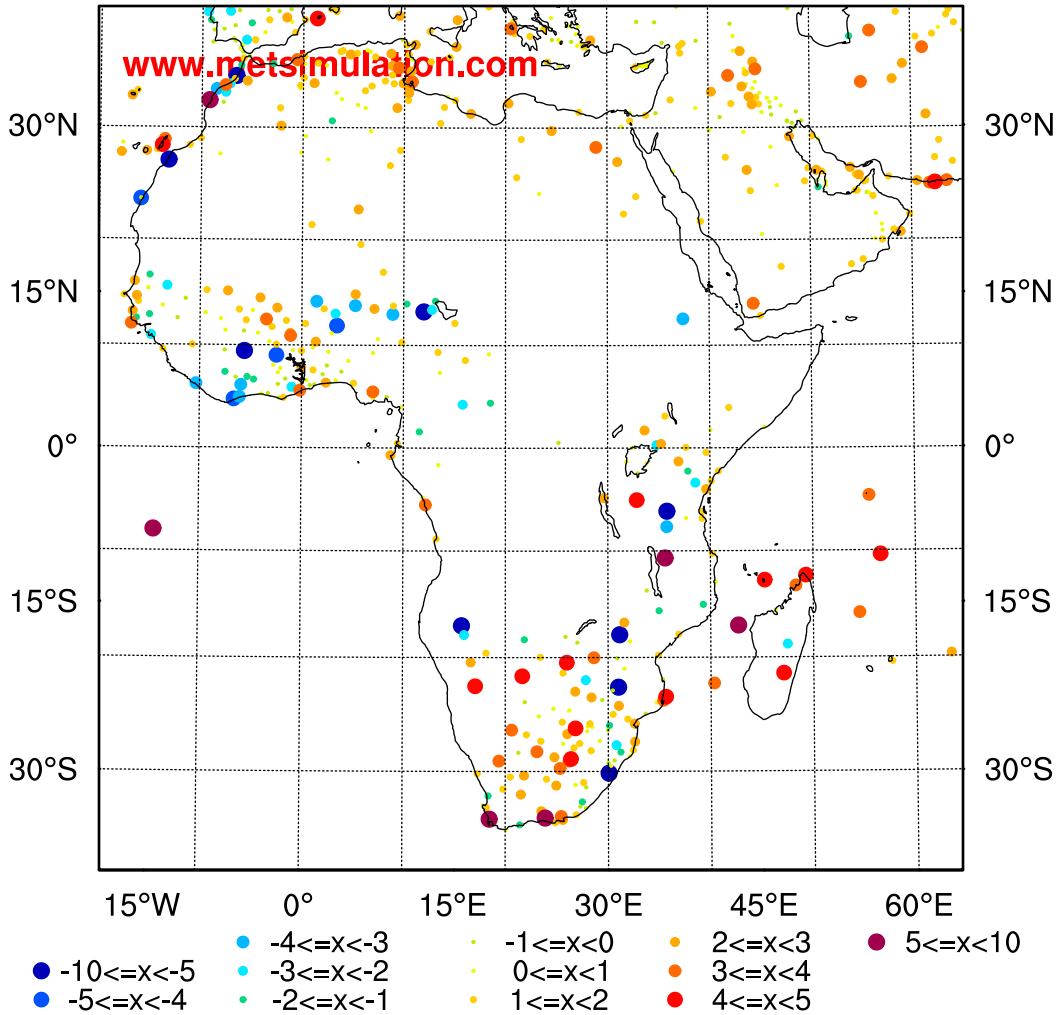 www.metsimulation.com
30°N 30°N
15°N 15°N
0° 0°
15°S 15°S
30°S 30°S
15°W 0° 15°E 30°E 45°E 60°E
-4<=x<-3 -1<=x<0 2<=x<3 5<=x<10
-10<=x<-5 -3<=x<-2 0<=x<1 3<=x<4
-5<=x<-4 -2<=x<-1 1<=x<2 4<=x<5